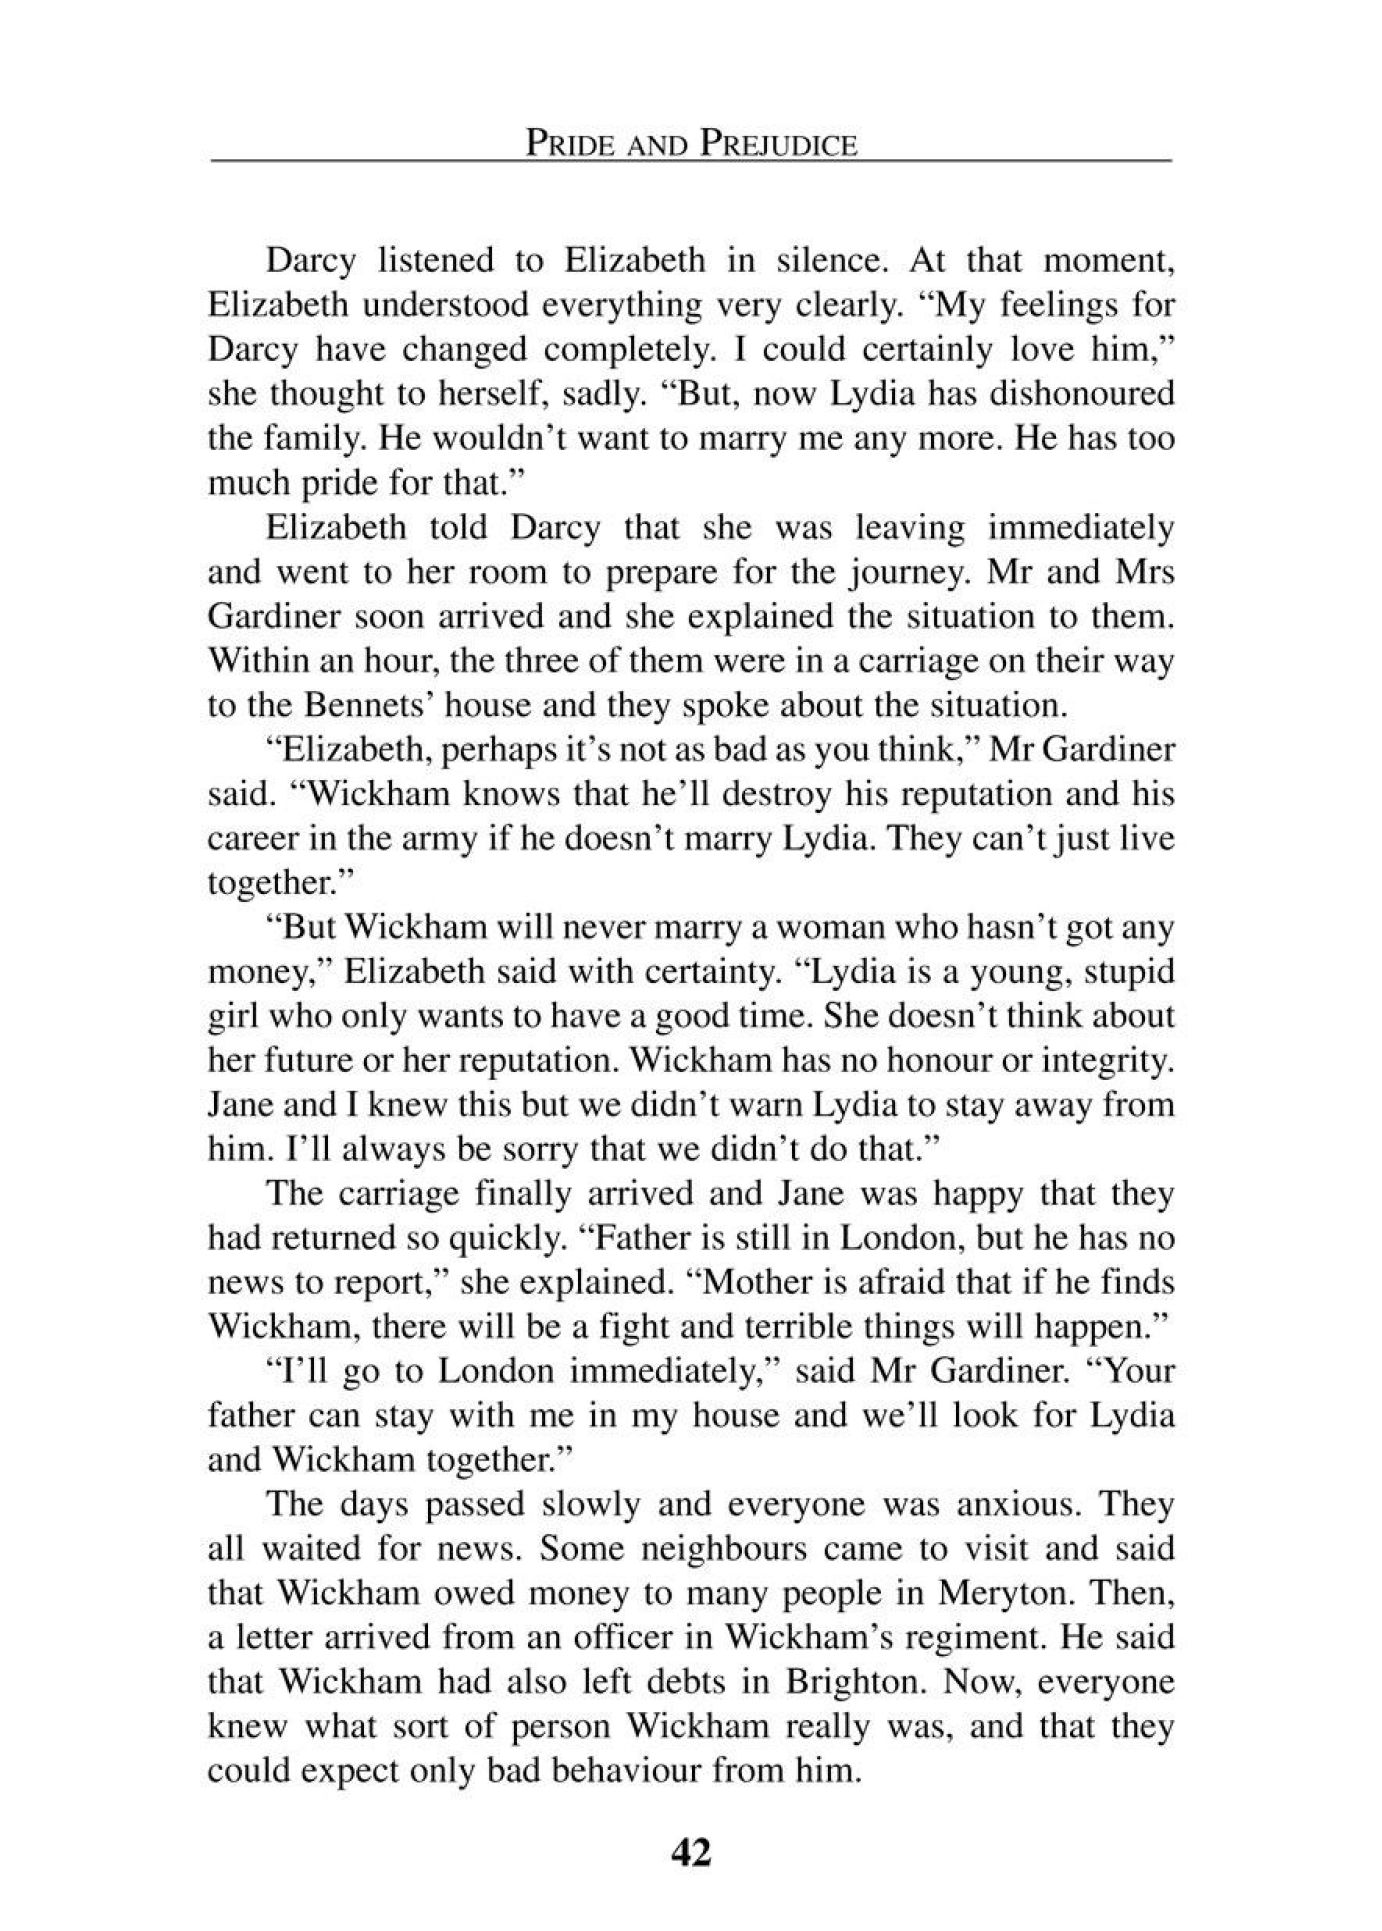 PRIDE AND PREJUDICE
Darcy listened to Elizabeth in silence. At that moment,
Elizabeth understood everything very clearly. “My feelings for
Darcy have changed completely. I could certainly love him,”
she thought to herself, sadly. “But, now Lydia has dishonoured
the family. He wouldn’t want to marry me any more. He has too
much pride for that.”
Elizabeth told Darcy that she was leaving immediately
and went to her room to prepare for the journey. Mr and Mrs
Gardiner soon arrived and she explained the situation to them.
Within an hour, the three of them were in a carriage on their way
to the Bennets’ house and they spoke about the situation.
“Elizabeth, perhaps it’s not as bad as you think,” Mr Gardiner
said. “Wickham knows that he’ll destroy his reputation and his
career in the army if he doesn’t marry Lydia. They can’t just live
together.”
“But Wickham will never marry a woman who hasn’t got any
money,” Elizabeth said with certainty. “Lydia is a young, stupid
girl who only wants to have a good time. She doesn’t think about
her future or her reputation. Wickham has no honour or integrity.
Jane and I knew this but we didn’t warn Lydia to stay away from
him. I’ll always be sorry that we didn’t do that.”
The carriage finally arrived and Jane was happy that they
had returned so quickly. “Father is still in London, but he has no
news to report,” she explained. “Mother is afraid that if he finds
Wickham, there will be a fight and terrible things will happen.”
“I’ll go to London immediately,” said Mr Gardiner. “Your
father can stay with me in my house and we’ll look for Lydia
and Wickham together.”
The days passed slowly and everyone was anxious. They
all waited for news. Some neighbours came to visit and said
that Wickham owed money to many people in Meryton. Then,
a letter arrived from an officer in Wickham’s regiment. He said
that Wickham had also left debts in Brighton. Now, everyone
knew what sort of person Wickham really was, and that they
could expect only bad behaviour from him.
42